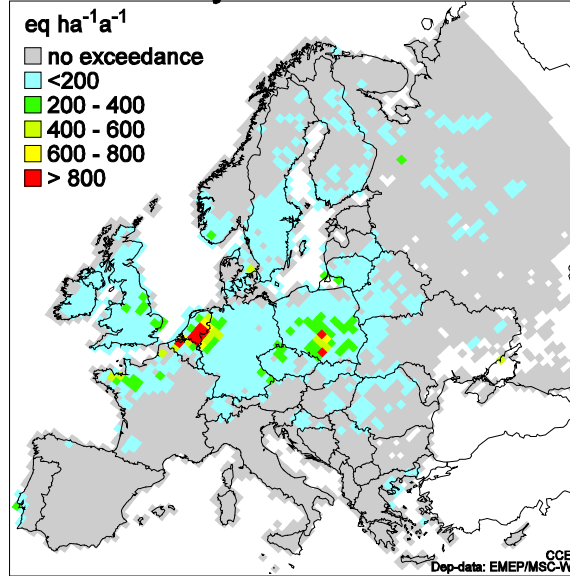 eq ha-1a-1
no exceedance
<200
200 - 400
400 - 600
600 - 800
> 800
CCE
Dep-data: EMEP/MSC-W